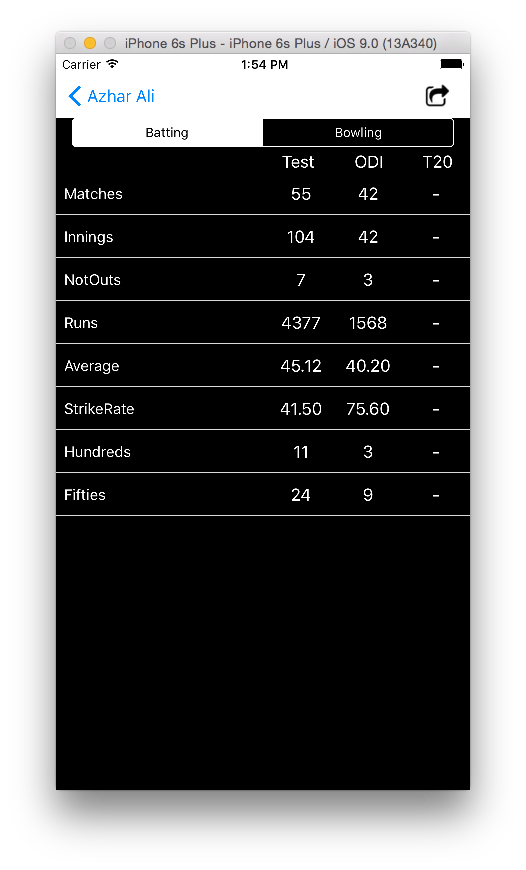 iPhone 6s Plus - iPhone 6s Plus / iOS 9.0 (13A340)
Carrier 1:54 PM
Azhar Ali
Batting Bowling
Test ODI T20
Matches 55 42 -
Innings 104 42 -
NotOuts 7 3 -
Runs 4377 1568 -
Average 45.12 40.20 -
StrikeRate 41.50 75.60 -
Hundreds 11 3 -
Fifties 24 9 -